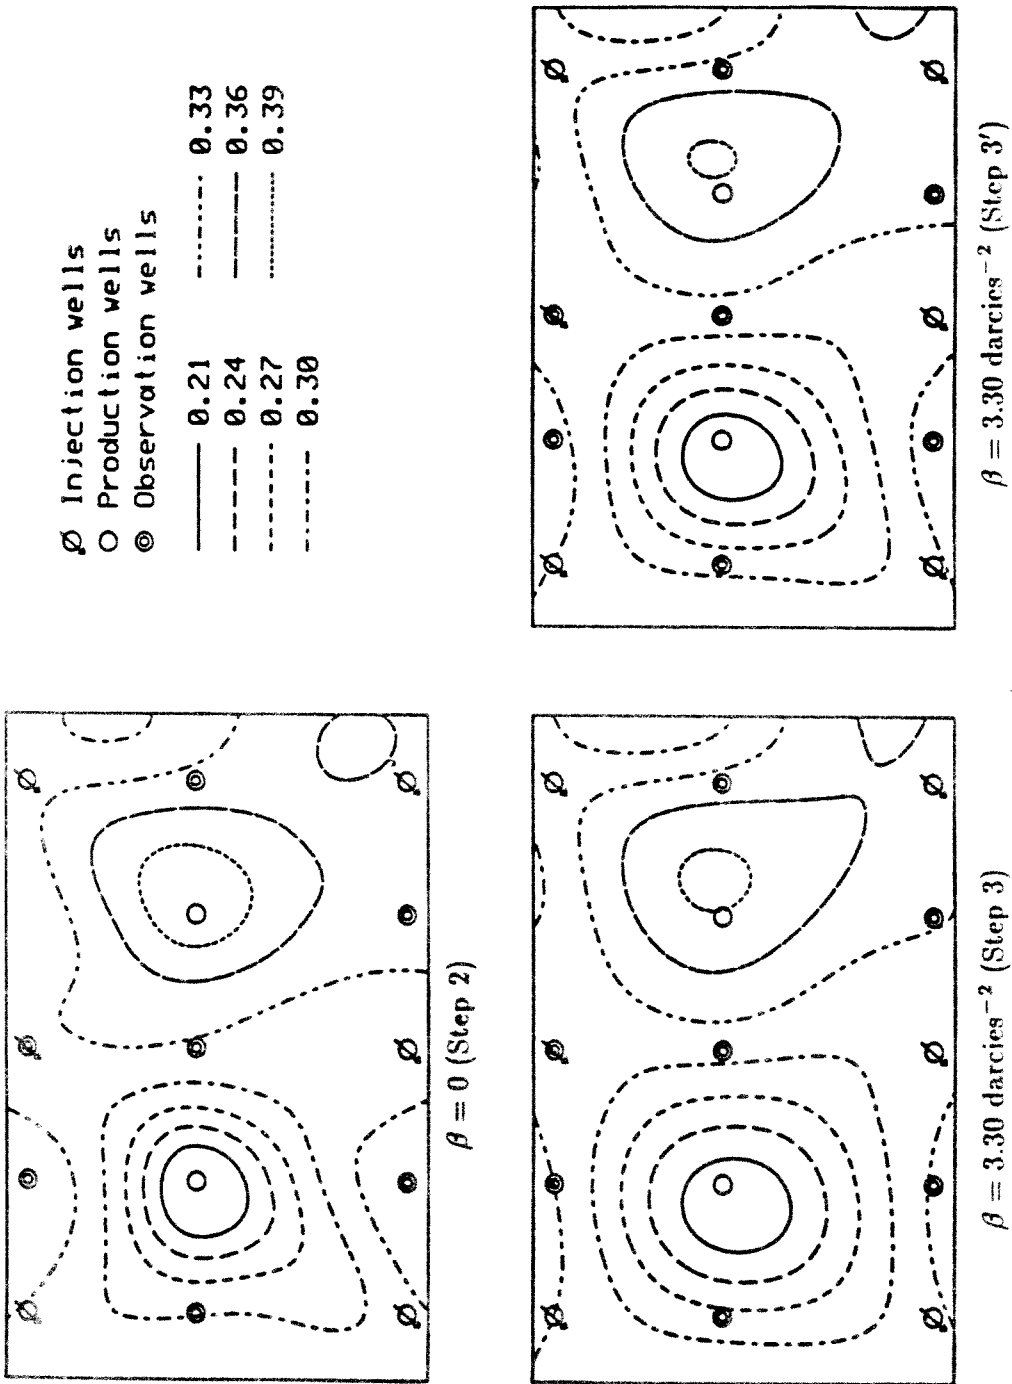 Injection wells
Production wells
Observation wells
0.21
0.24
0.27
0.30
0.33
0.36
0.39
β = 0 (Step 2)
β = 3.30 darcies⁻² (Step 3)
β = 3.30 darcies⁻² (Step 3′)